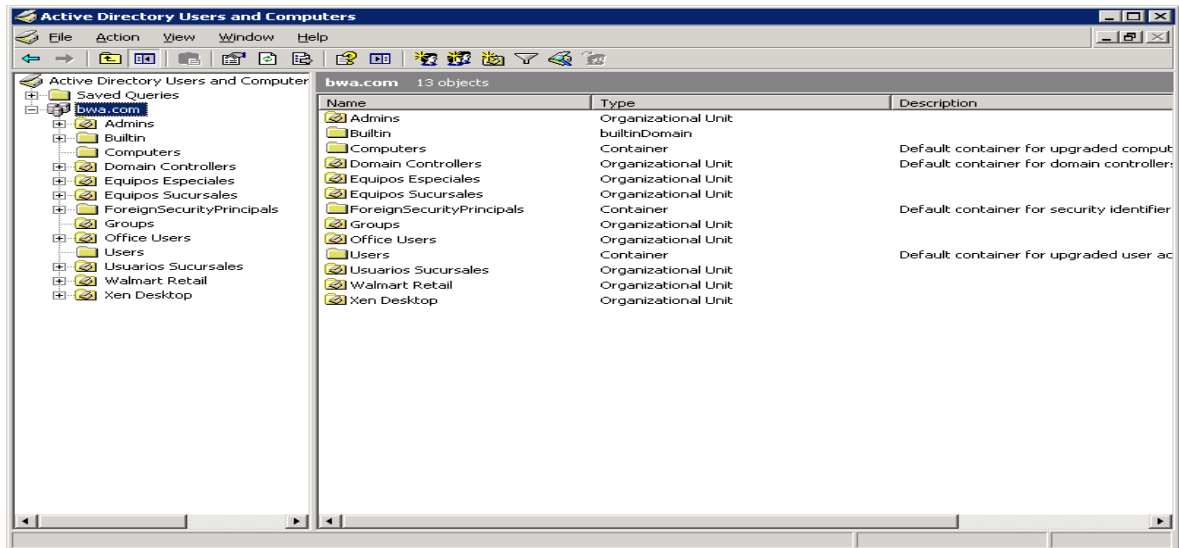 Active Directory Users and Computers
File Action View Window Help
Active Directory Users and Computer
Saved Queries
bwa.com
Admins
Builtin
Computers
Domain Controllers
Equipos Especiales
Equipos Sucursales
ForeignSecurityPrincipals
Groups
Office Users
Users
Usuarios Sucursales
Walmart Retail
Xen Desktop
bwa.com 13 objects
Name Type Description
Admins Organizational Unit
Builtin builtinDomain
Computers Container Default container for upgraded comput
Domain Controllers Organizational Unit Default container for domain controller
Equipos Especiales Organizational Unit
Equipos Sucursales Organizational Unit
ForeignSecurityPrincipals Container Default container for security identifier
Groups Organizational Unit
Office Users Organizational Unit
Users Container Default container for upgraded user ac
Usuarios Sucursales Organizational Unit
Walmart Retail Organizational Unit
Xen Desktop Organizational Unit